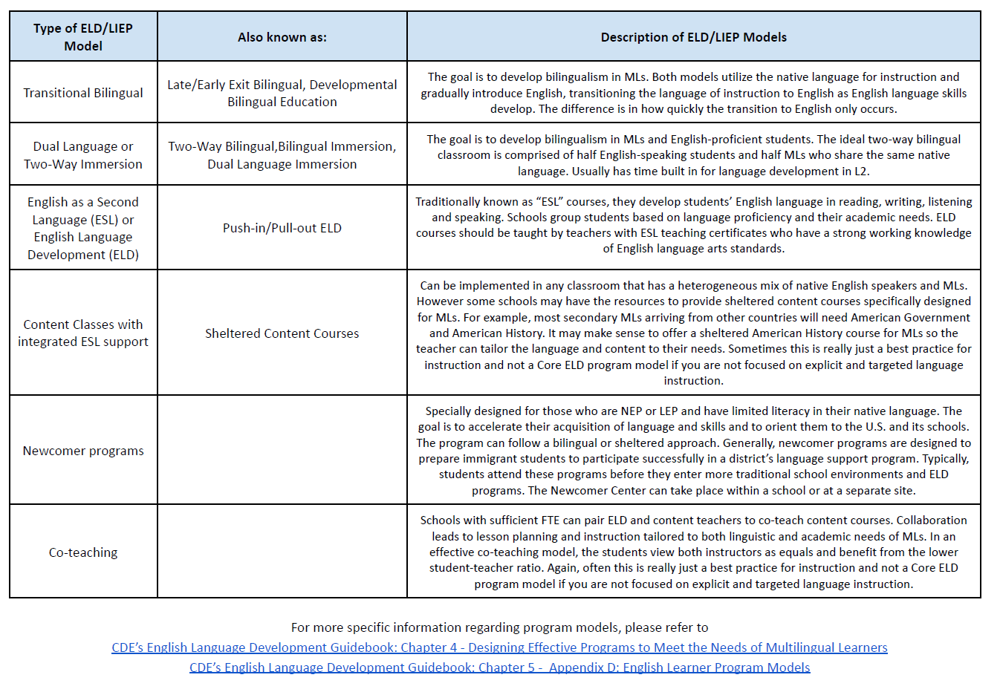 Type of ELD/LIEP
Model
Also known as:
Description of ELD/LIEP Models
Transitional Bilingual
Late/Early Exit Bilingual, Developmental
Bilingual Education
The goal is to develop bilingualism in MLs. Both models utilize the native language for instruction and
gradually introduce English, transitioning the language of instruction to English as English language skills
develop. The difference is in how quickly the transition to English only occurs.
Dual Language or
Two-Way Immersion
Two-Way Bilingual,Bilingual Immersion,
Dual Language Immersion
The goal is to develop bilingualism in MLs and English-proficient students. The ideal two-way bilingual
classroom is comprised of half English-speaking students and half MLs who share the same native
language. Usually has time built in for language development in L2.
English as a Second
Language (ESL) or
English Language
Development (ELD)
Push-in/Pull-out ELD
Traditionally known as “ESL” courses, they develop students’ English language in reading, writing, listening
and speaking. Schools group students based on language proficiency and their academic needs. ELD
courses should be taught by teachers with ESL teaching certificates who have a strong working knowledge
of English language arts standards.
Content Classes with
integrated ESL support
Sheltered Content Courses
Can be implemented in any classroom that has a heterogeneous mix of native English speakers and MLs.
However some schools may have the resources to provide sheltered content courses specifically designed
for MLs. For example, most secondary MLs arriving from other countries will need American Government
and American History. It may make sense to offer a sheltered American History course for MLs so the
teacher can tailor the language and content to their needs. Sometimes this is really just a best practice for
instruction and not a Core ELD program model if you are not focused on explicit and targeted language
instruction.
Newcomer programs
Specially designed for those who are NEP or LEP and have limited literacy in their native language. The
goal is to accelerate their acquisition of language and skills and to orient them to the U.S. and its schools.
The program can follow a bilingual or sheltered approach. Generally, newcomer programs are designed to
prepare immigrant students to participate successfully in a district’s language support program. Typically,
students attend these programs before they enter more traditional school environments and ELD
programs. The Newcomer Center can take place within a school or at a separate site.
Co-teaching
Schools with sufficient FTE can pair ELD and content teachers to co-teach content courses. Collaboration
leads to lesson planning and instruction tailored to both linguistic and academic needs of MLs. In an
effective co-teaching model, the students view both instructors as equals and benefit from the lower
student-teacher ratio. Again, often this is really just a best practice for instruction and not a Core ELD
program model if you are not focused on explicit and targeted language instruction.
For more specific information regarding program models, please refer to
CDE’s English Language Development Guidebook: Chapter 4 - Designing Effective Programs to Meet the Needs of Multilingual Learners
CDE’s English Language Development Guidebook: Chapter 5 - Appendix D: English Learner Program Models